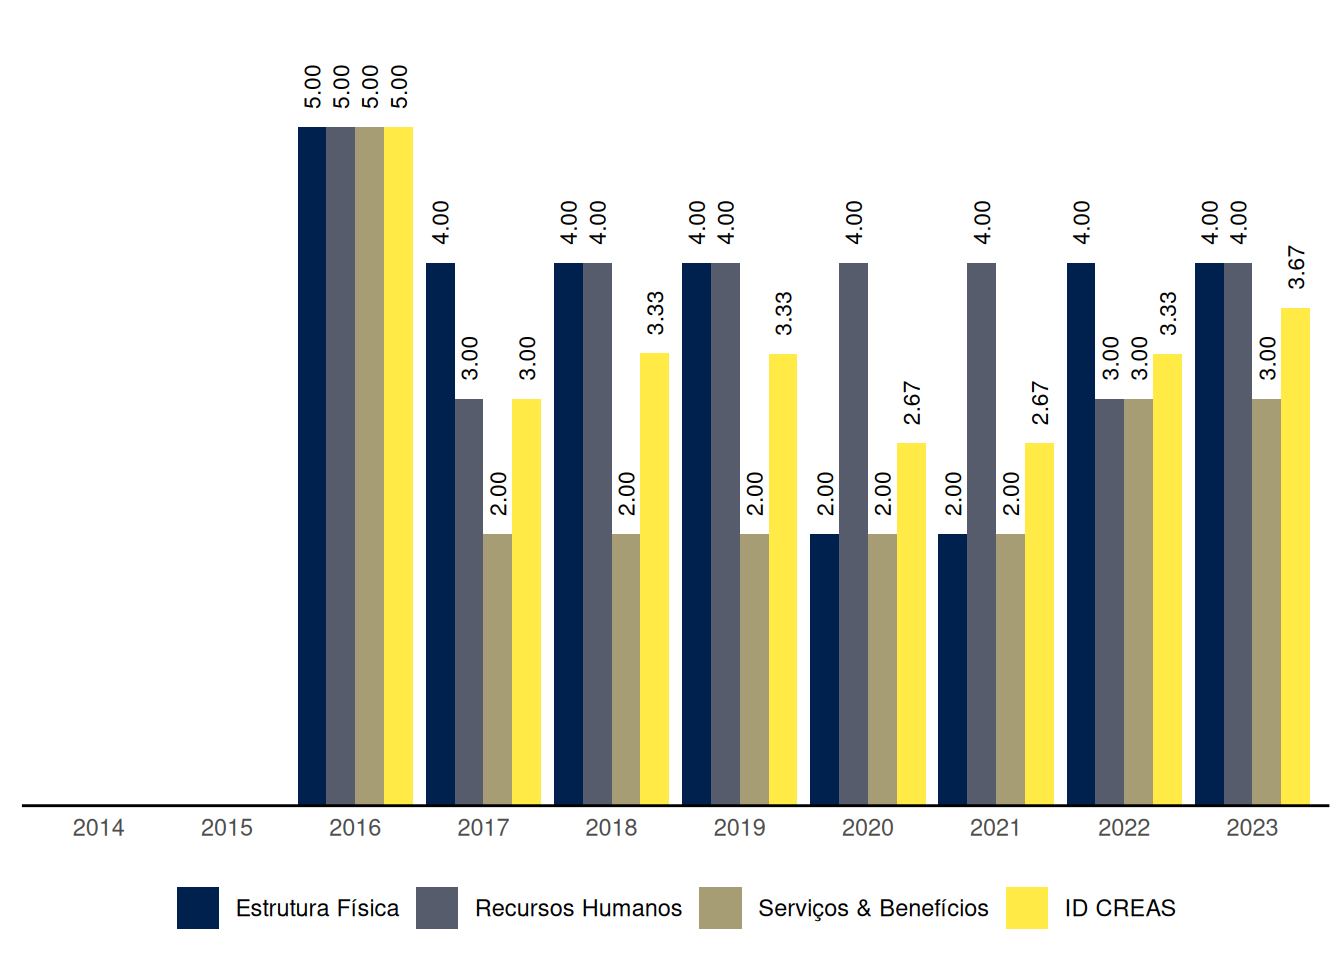 5.00 5.00 5.00 5.00
4.00 3.00 2.00 3.00
4.00 4.00 2.00 3.33
4.00 4.00 2.00 3.33
2.00 4.00 2.00 2.67
2.00 4.00 2.00 2.67
4.00 3.00 3.00 3.33
4.00 4.00 3.00 3.67
2014 2015 2016 2017 2018 2019 2020 2021 2022 2023
Estrutura Física Recursos Humanos Serviços & Benefícios ID CREAS